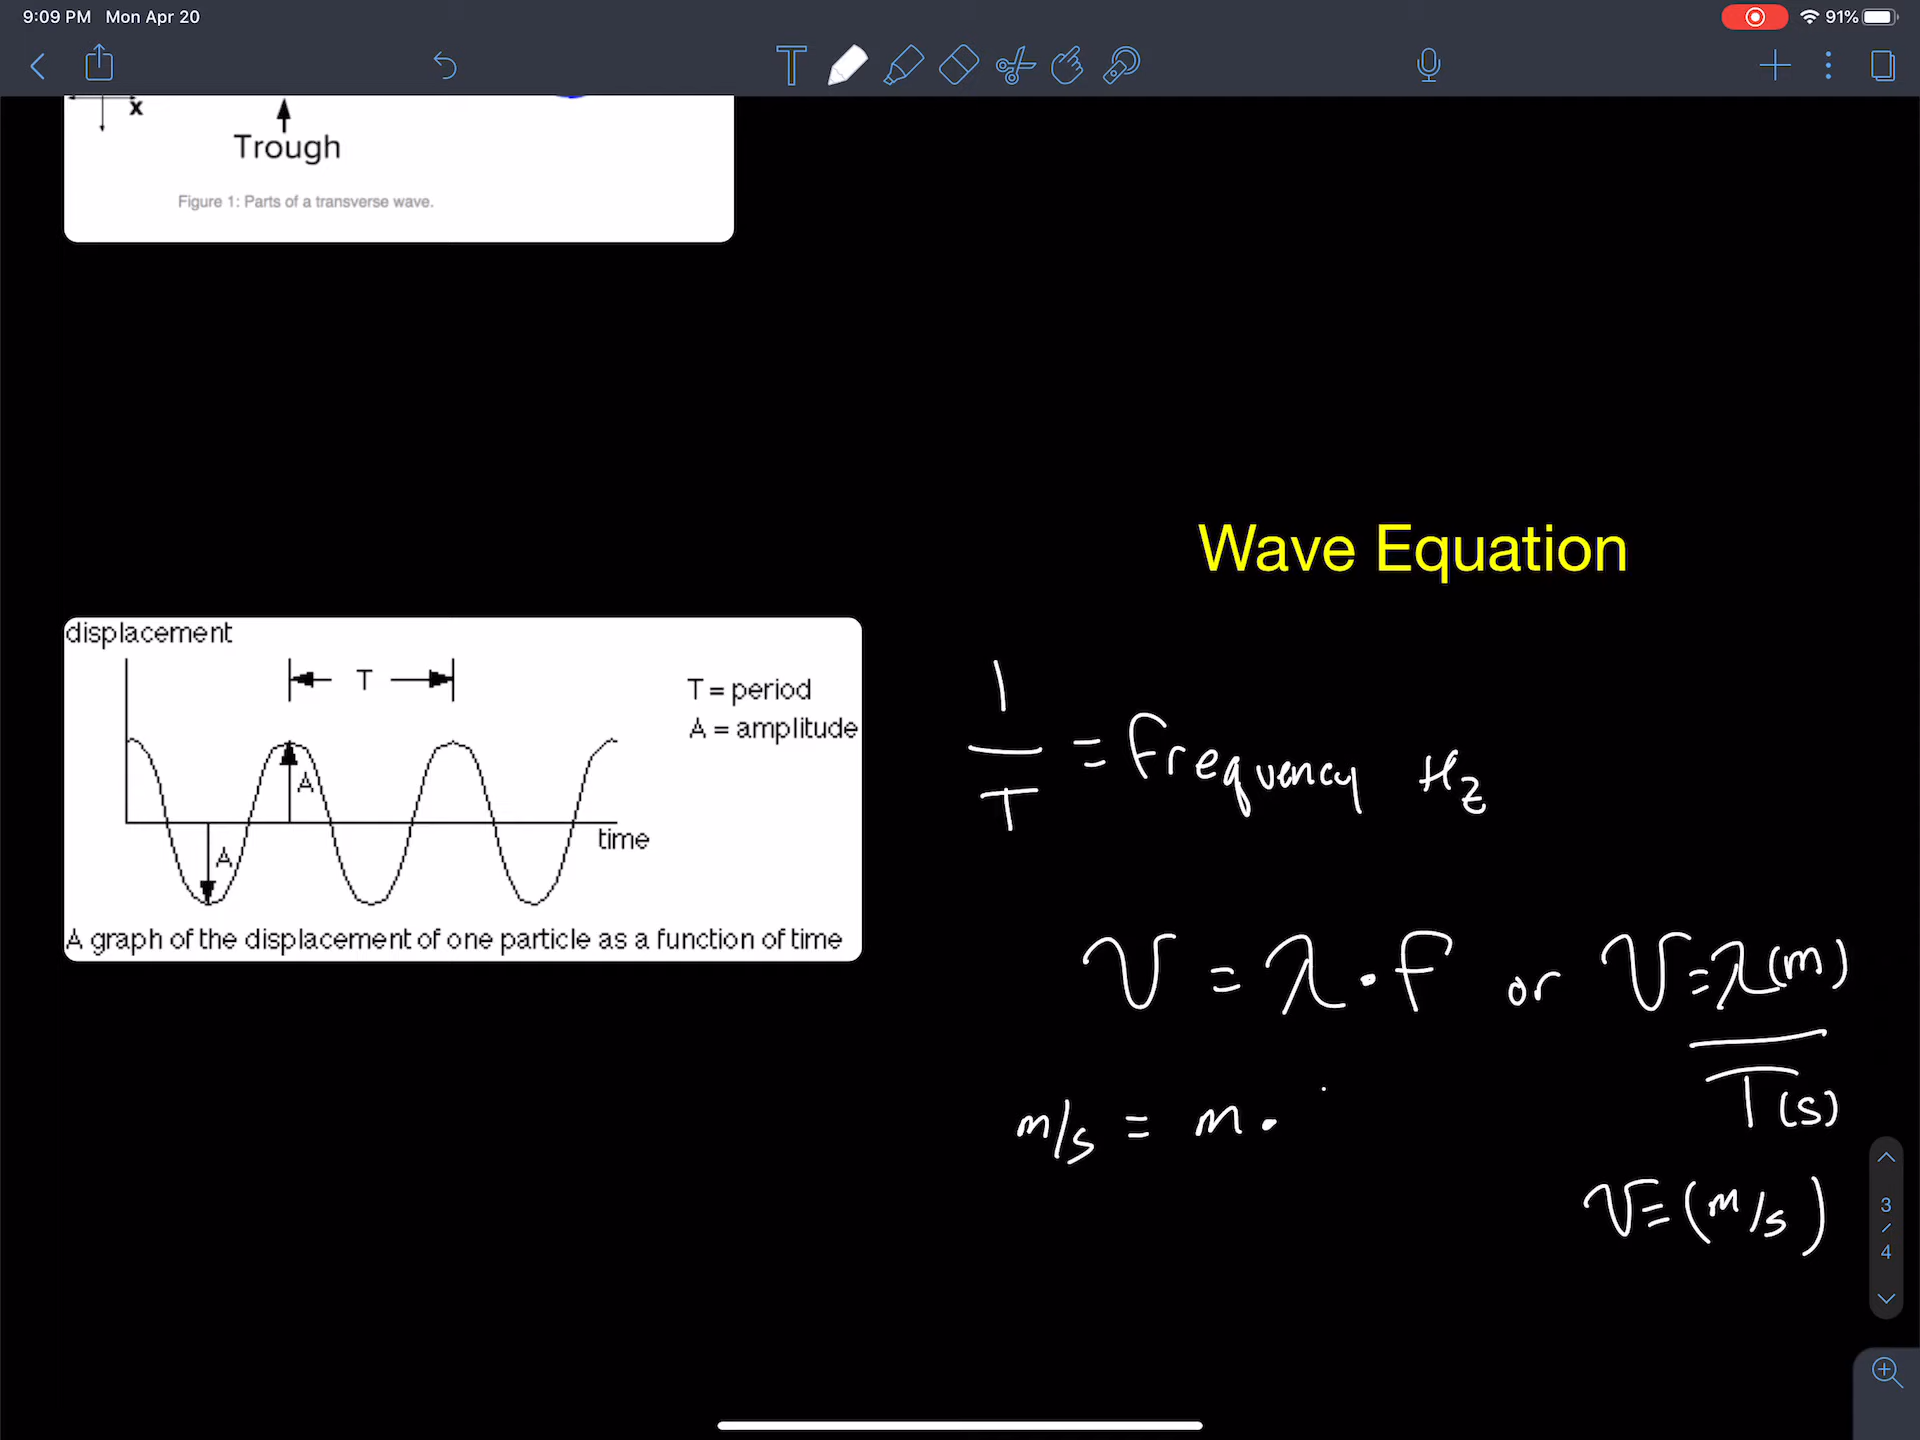 9:09 PM Mon Apr 20
91%
x
Trough
Figure 1: Parts of a transverse wave.
Wave Equation
displacement
T
T = period
A = amplitude
A
A
time
A graph of the displacement of one particle as a function of time
1
— = frequency Hz
T
V = λ • f or V = λ(m)
T(s)
m/s = m •
V = (m/s)
3
/
4